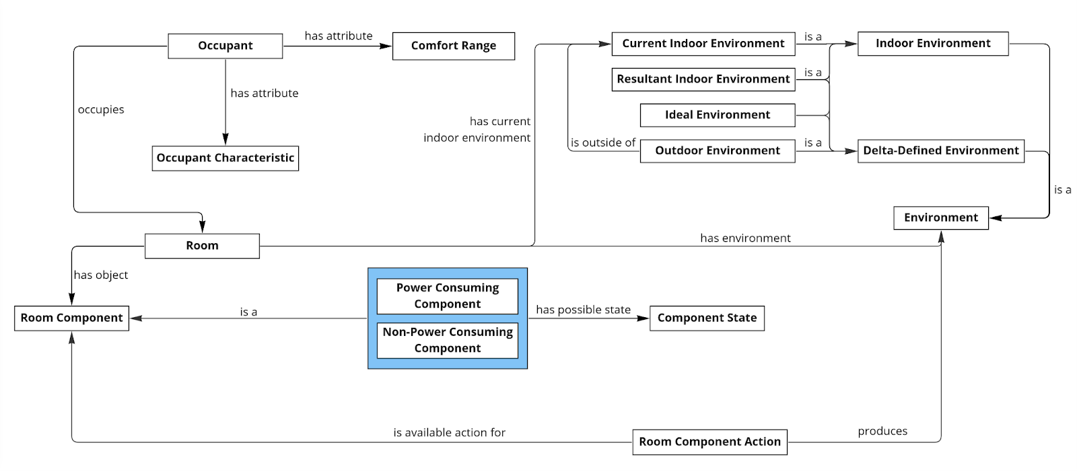 Occupant
has attribute
Comfort Range
Current Indoor Environment
is a
Indoor Environment
Resultant Indoor Environment
is a
has attribute
occupies
Ideal Environment
has current
indoor environment
is outside of
Outdoor Environment
is a
Delta-Defined Environment
Occupant Characteristic
is a
Environment
Room
has environment
has object
Power Consuming
Component
Room Component
is a
has possible state
Component State
Non-Power Consuming
Component
is available action for
Room Component Action
produces